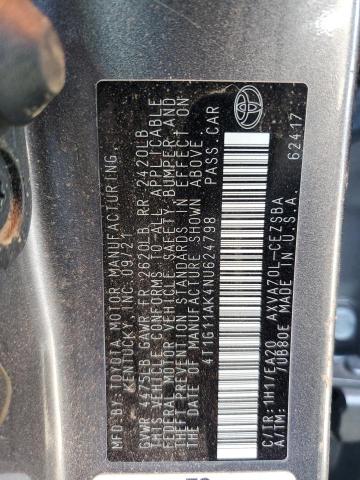 MFD. BY: TOYOTA MOTOR MANUFACTURING,
KENTUCKY, INC. 09/21
GVWR 4475LB GAWR FR 2620LB RR 2420LB
THIS VEHICLE CONFORMS TO ALL APPLICABLE
FEDERAL MOTOR VEHICLE SAFETY, BUMPER, AND
THEFT PREVENTION STANDARDS IN EFFECT ON
THE DATE OF MANUFACTURE SHOWN ABOVE.
4T1G11AK4NU624798 PASS. CAR
C/TR: 1H1/EA20 AXVA70L-CEZSBA
A/TM: /UB80E MADE IN U.S.A.
62417